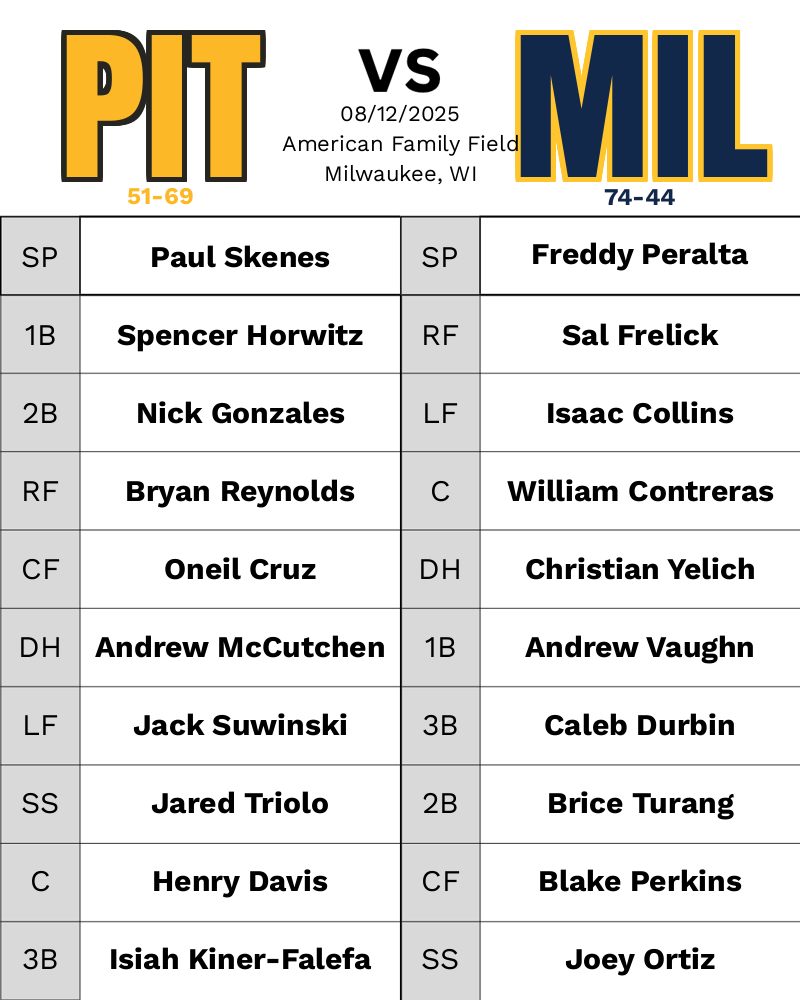 PIT
VS
MIL
08/12/2025
American Family Field
Milwaukee, WI
51-69
74-44
SP Paul Skenes SP Freddy Peralta
1B Spencer Horwitz RF Sal Frelick
2B Nick Gonzales LF Isaac Collins
RF Bryan Reynolds C William Contreras
CF Oneil Cruz DH Christian Yelich
DH Andrew McCutchen 1B Andrew Vaughn
LF Jack Suwinski 3B Caleb Durbin
SS Jared Triolo 2B Brice Turang
C Henry Davis CF Blake Perkins
3B Isiah Kiner-Falefa SS Joey Ortiz